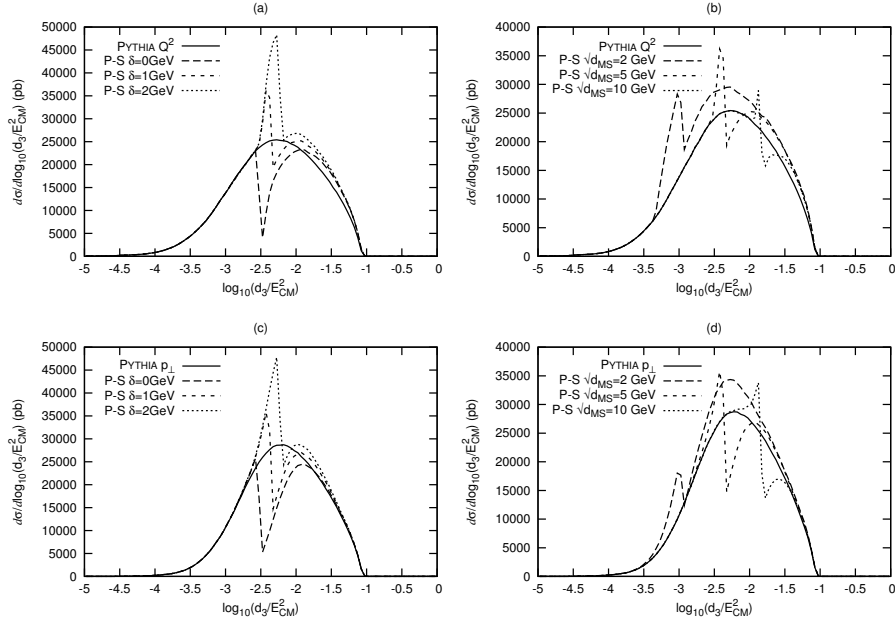 (a)
dσ/dlog10(d3/E²CM) (pb)
50000
45000
40000
35000
30000
25000
20000
15000
10000
5000
0
PYTHIA Q²
P-S δ=0GeV
P-S δ=1GeV
P-S δ=2GeV
-5 -4.5 -4 -3.5 -3 -2.5 -2 -1.5 -1 -0.5 0
log10(d3/E²CM)
(b)
dσ/dlog10(d3/E²CM) (pb)
40000
35000
30000
25000
20000
15000
10000
5000
0
PYTHIA Q²
P-S √dMS=2 GeV
P-S √dMS=5 GeV
P-S √dMS=10 GeV
-5 -4.5 -4 -3.5 -3 -2.5 -2 -1.5 -1 -0.5 0
log10(d3/E²CM)
(c)
dσ/dlog10(d3/E²CM) (pb)
50000
45000
40000
35000
30000
25000
20000
15000
10000
5000
0
PYTHIA p⊥
P-S δ=0GeV
P-S δ=1GeV
P-S δ=2GeV
-5 -4.5 -4 -3.5 -3 -2.5 -2 -1.5 -1 -0.5 0
log10(d3/E²CM)
(d)
dσ/dlog10(d3/E²CM) (pb)
40000
35000
30000
25000
20000
15000
10000
5000
0
PYTHIA p⊥
P-S √dMS=2 GeV
P-S √dMS=5 GeV
P-S √dMS=10 GeV
-5 -4.5 -4 -3.5 -3 -2.5 -2 -1.5 -1 -0.5 0
log10(d3/E²CM)